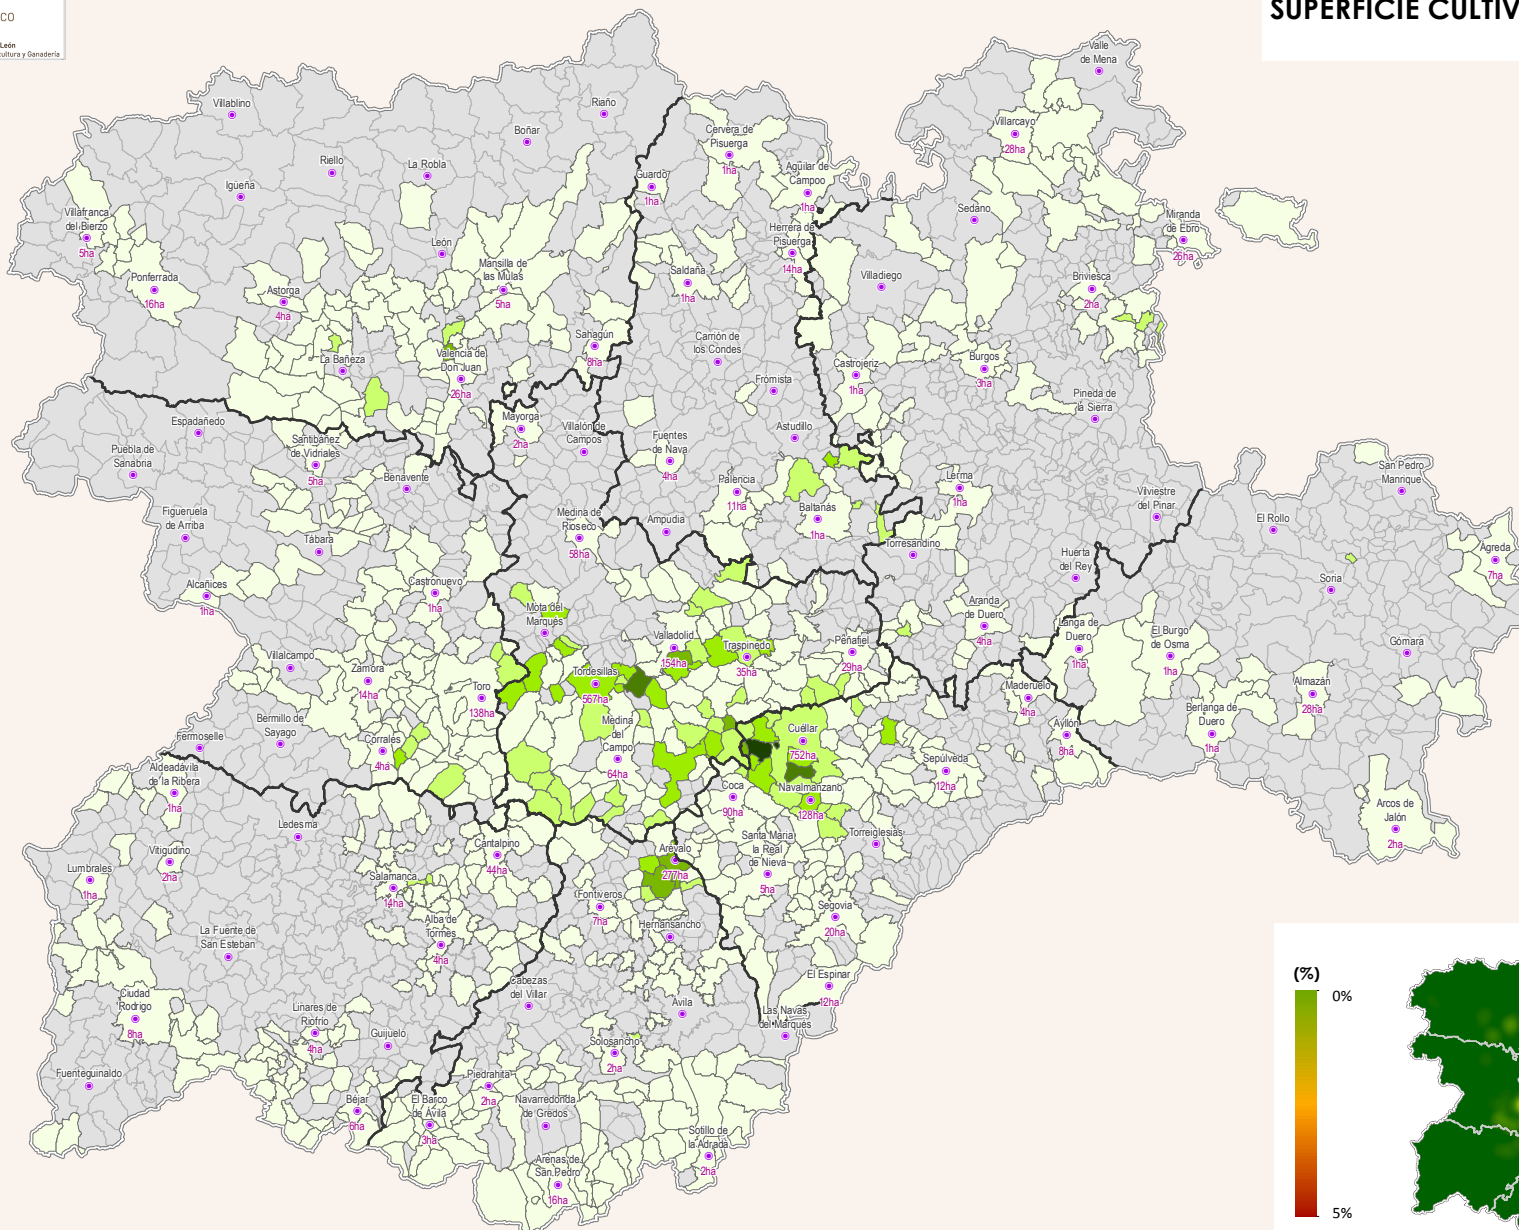 CO
León
cultura y Ganadería
SUPERFICIE CULTIV
Valle
de Mena
Villablino
Riaño
Boñar
Cervera de
Pisuerga
1ha
Villarcayo
28ha
Riello
La Robla
Guardo
1ha
Aguilar de
Campoo
1ha
Igüeña
Villafranca
del Bierzo
5ha
León
Sedano
Miranda
de Ebro
26ha
Herrera de
Pisuerga
14ha
Ponferrada
16ha
Astorga
4ha
Mansilla de
las Mulas
5ha
Saldaña
1ha
Villadiego
Briviesca
2ha
Sahagún
8ha
Carrión de
los Condes
La Bañeza
Valencia de
Don Juan
26ha
Castrojeriz
1ha
Burgos
3ha
Frómista
Pineda de
la Sierra
Espadañedo
Mayorga
2ha
Villalón de
Campos
Astudillo
Puebla de
Sanabria
Santibáñez
de Vidriales
5ha
Fuentes
de Nava
4ha
Benavente
Palencia
11ha
Lerma
1ha
San Pedro
Manrique
Vilviestre
del Pinar
Figueruela
de Arriba
Medina de
Rioseco
58ha
Ampudia
Baltanás
1ha
El Rollo
Tábara
Torresandino
Huerta
del Rey
Agreda
7ha
Alcañices
1ha
Castronuevo
1ha
Soria
Mota del
Marqués
Aranda
de Duero
4ha
Langa de
Duero
1ha
El Burgo
de Osma
1ha
Gómara
Valladolid
154ha
Traspinedo
35ha
Peñafiel
29ha
Villalcampo
Zamora
14ha
Toro
138ha
Tordesillas
567ha
Maderuelo
4ha
Almazán
28ha
Berlanga de
Duero
1ha
Bermillo de
Sayago
Fermoselle
Corrales
4ha
Medina
del
Campo
64ha
Cuéllar
752ha
Ayllón
8ha
Sepúlveda
12ha
Aldeadávila
de la Ribera
1ha
Coca
90ha
Navalmanzano
128ha
Arcos de
Jalón
2ha
Ledesma
Torreiglesias
Cantalpino
44ha
Arévalo
277ha
Santa Maria
la Real
de Nieva
5ha
Vitigudino
2ha
Lumbrales
1ha
Salamanca
14ha
Fontiveros
7ha
Segovia
20ha
Alba de
Tormes
4ha
Hernansancho
La Fuente de
San Esteban
Cabezas
del Villar
El Espinar
12ha
(%)
0%
Ciudad
Rodrigo
8ha
Linares de
Riofrio
4ha
Guijuelo
Avila
Las Navas
del Marqués
Solosancho
2ha
Fuenteguinaldo
Piedrahita
2ha
Béjar
6ha
El Barco
de Avila
3ha
Navarredonda
de Gredos
Sotillo de
la Adrada
2ha
Arenas de
San Pedro
16ha
5%